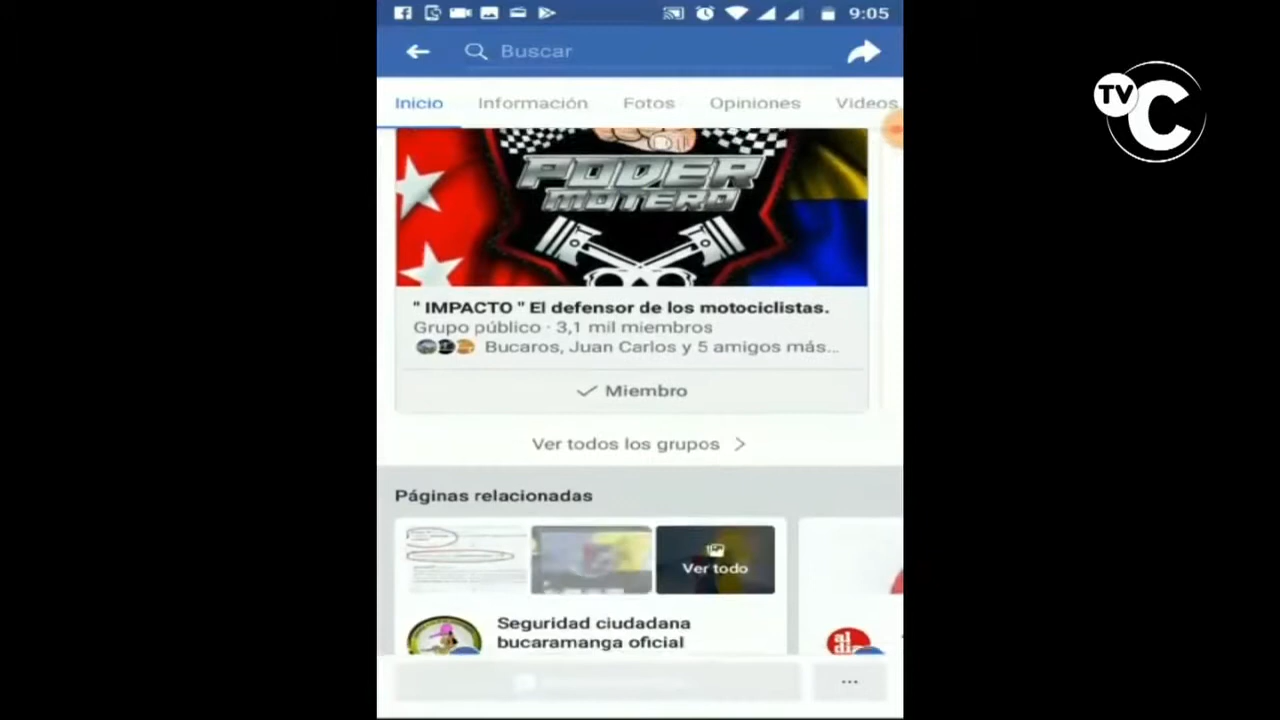 9:05
Buscar
Inicio Información Fotos Opiniones Videos
TV C
PODER
MOTERO
" IMPACTO " El defensor de los motociclistas.
Grupo público · 3,1 mil miembros
Bucaros, Juan Carlos y 5 amigos más...
Miembro
Ver todos los grupos
Páginas relacionadas
Ver todo
Seguridad ciudadana
bucaramanga oficial
al
día